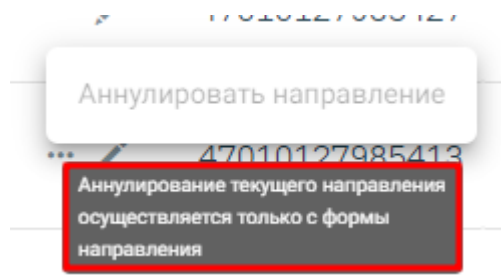 Аннулировать направление
47010127985413
Аннулирование текущего направления
осуществляется только с формы
направления